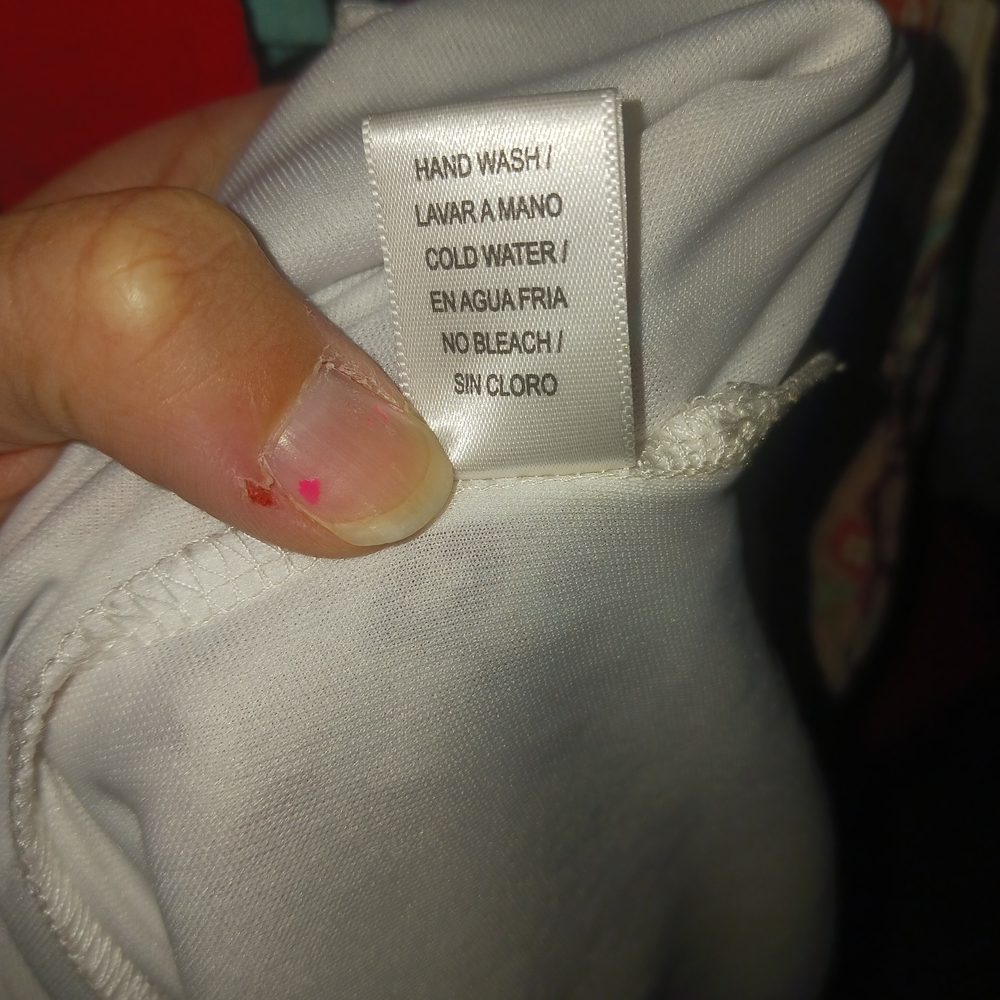 HAND WASH /
LAVAR A MANO
COLD WATER /
EN AGUA FRIA
NO BLEACH /
SIN CLORO